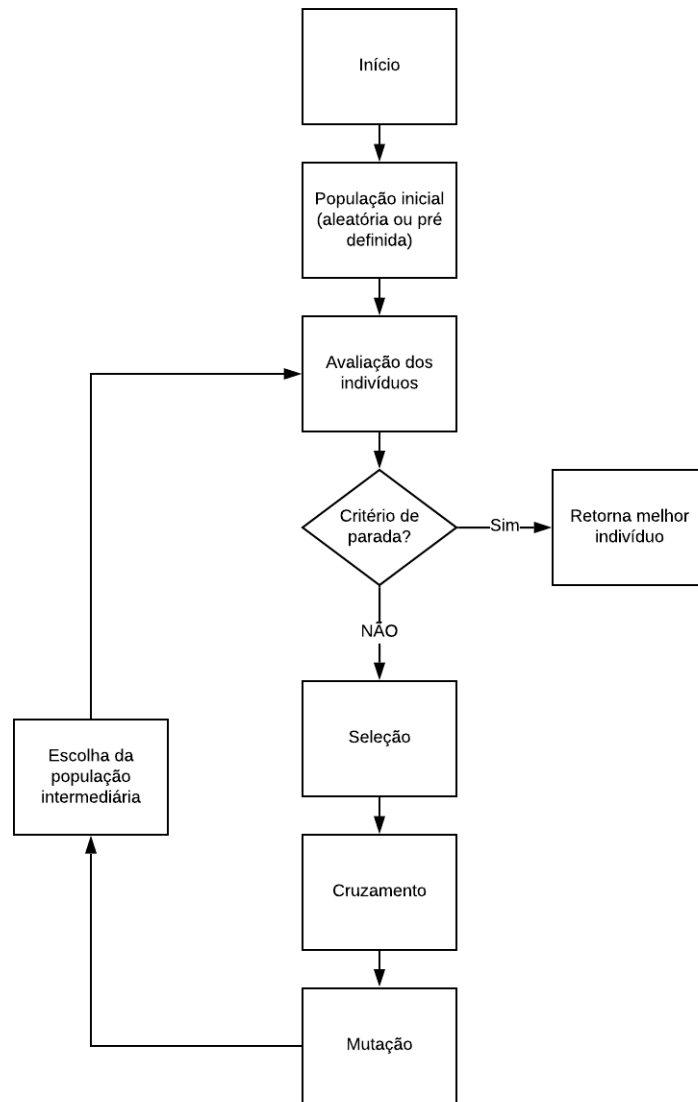 Início
População inicial
(aleatória ou pré
definida)
Avaliação dos
indivíduos
Critério de
parada?
Sim
Retorna melhor
indivíduo
NÃO
Seleção
Escolha da
população
intermediária
Cruzamento
Mutação